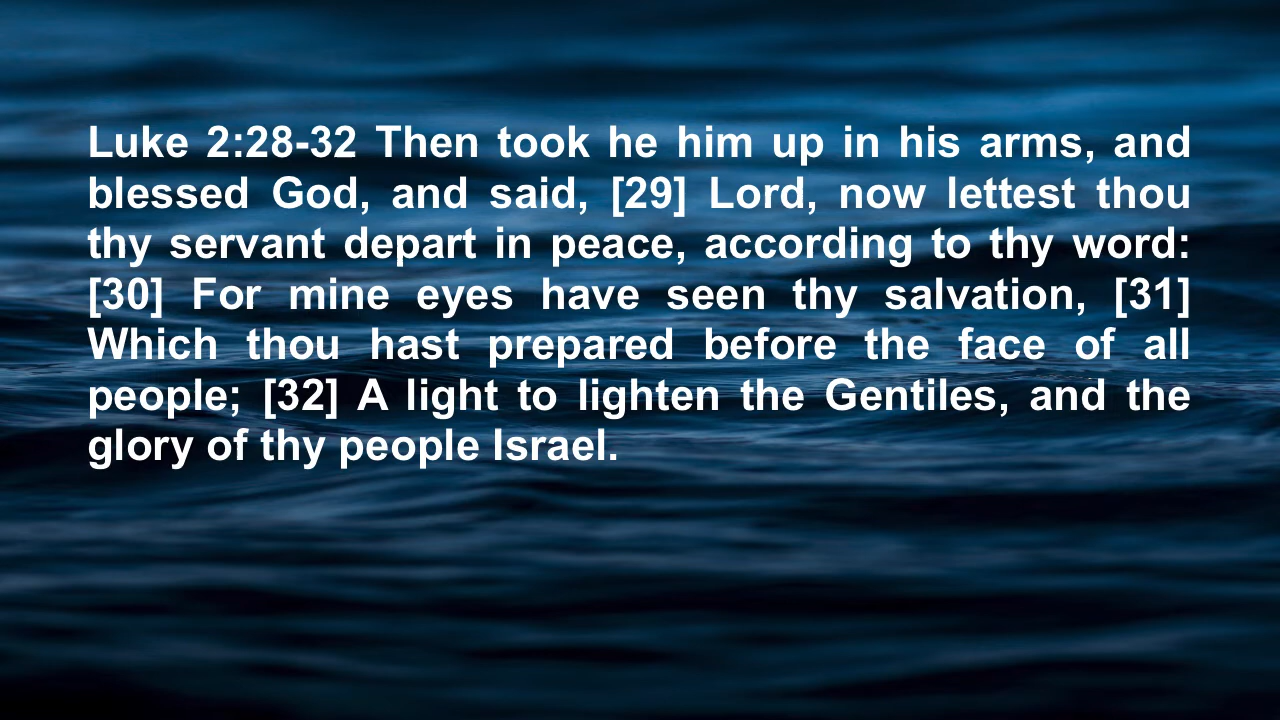 Luke 2:28-32 Then took he him up in his arms, and
blessed God, and said, [29] Lord, now lettest thou
thy servant depart in peace, according to thy word:
[30] For mine eyes have seen thy salvation, [31]
Which thou hast prepared before the face of all
people; [32] A light to lighten the Gentiles, and the
glory of thy people Israel.